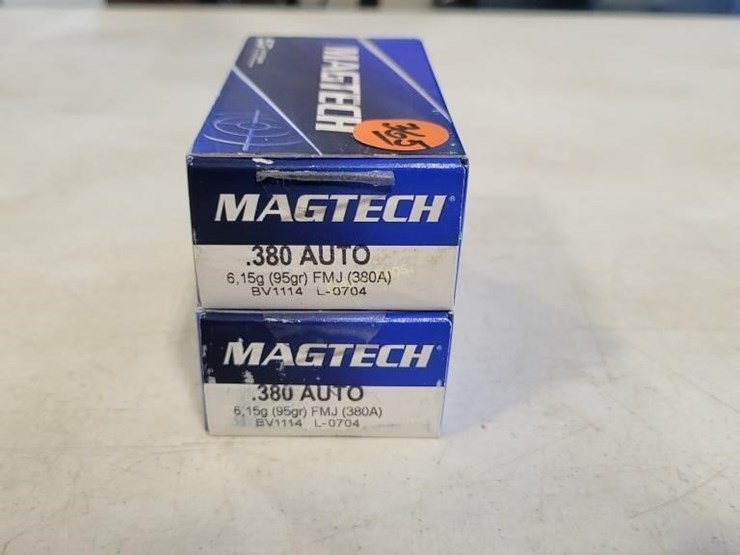 MAGTECH
365
MAGTECH
.380 AUTO
6,15g (95gr) FMJ (380A)
BV1114 L-0704
MAGTECH
.380 AUTO
6,15g (95gr) FMJ (380A)
BV1114 L-0704